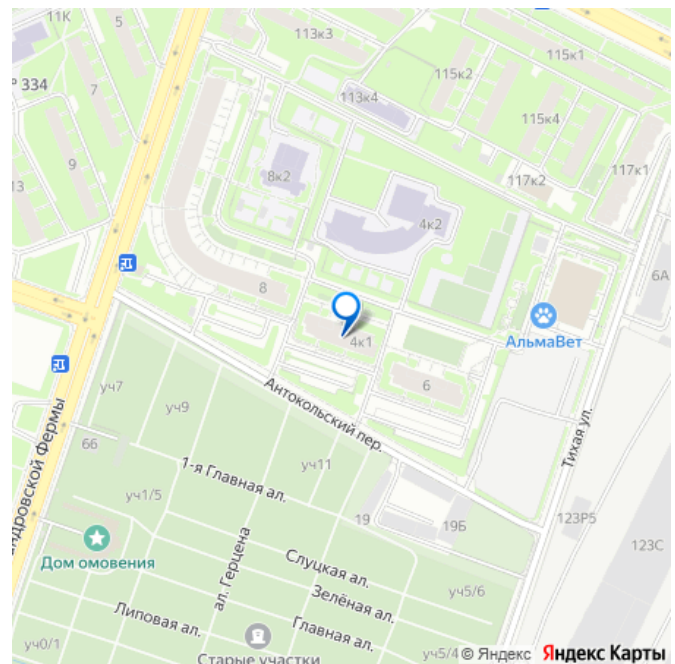 11К
5
113к3
115к1
115к2
№ 334
7
113к4
115к4
9
117к1
8к2
117к2
13
4к2
6А
8
4к1
АльмаВет
6
уч7
уч9
Антокольский пер.
Тихая ул.
66
1-я Главная ал.
уч11
ндровской Фермы
уч1/5
19
19Б
123Р5
123С
Дом омовения
ал. Герцена
Слуцкая ал.
уч5/6
Зелёная ал.
Липовая ал.
Главная ал.
уч0/1
Старые участки
уч5/4
© Яндекс Яндекс Карты